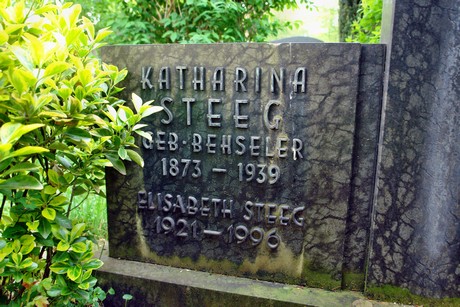 KATHARINA
STEEG
GEB. BEHSELER
1873 – 1939
ELISABETH STEEG
1921 – 1996